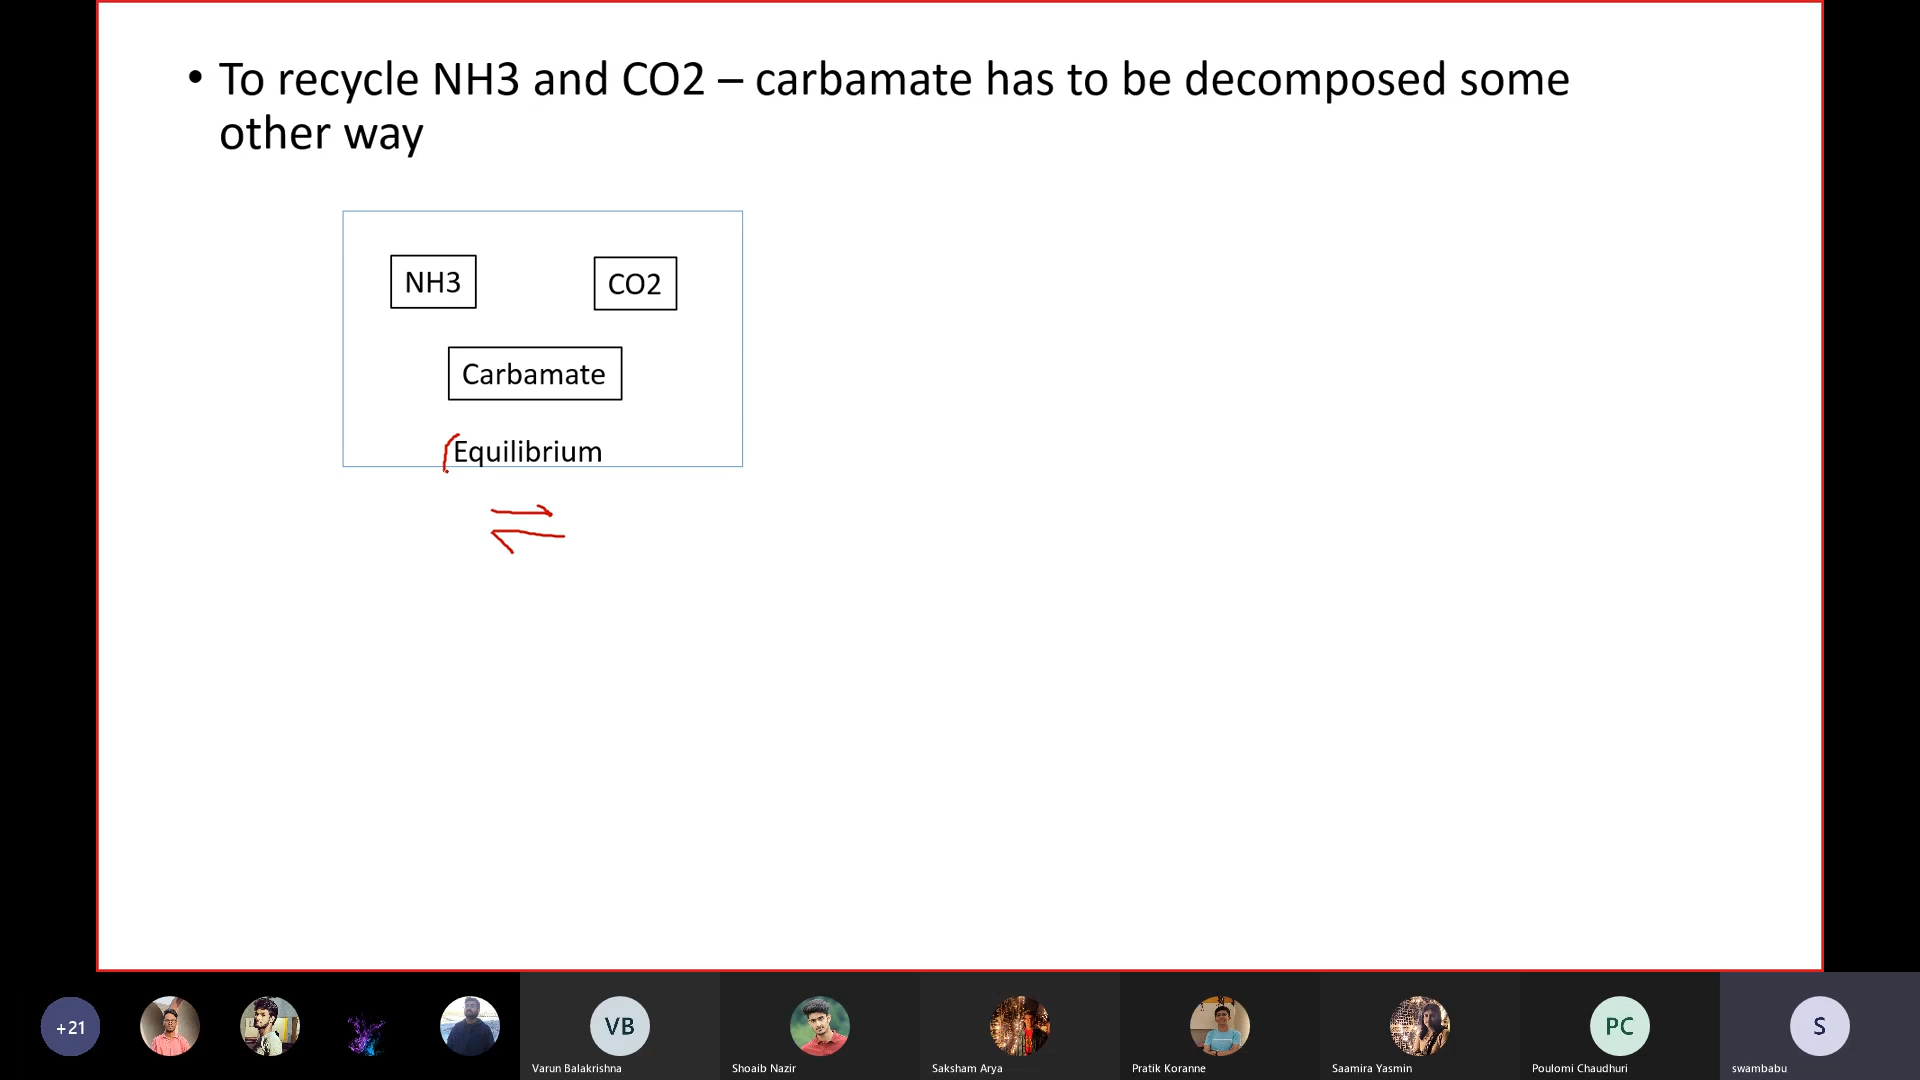 • To recycle NH3 and CO2 – carbamate has to be decomposed some
other way
NH3
CO2
Carbamate
Equilibrium
+21
VB
PC
S
Varun Balakrishna
Shoaib Nazir
Saksham Arya
Pratik Koranne
Saamira Yasmin
Poulomi Chaudhuri
swambabu